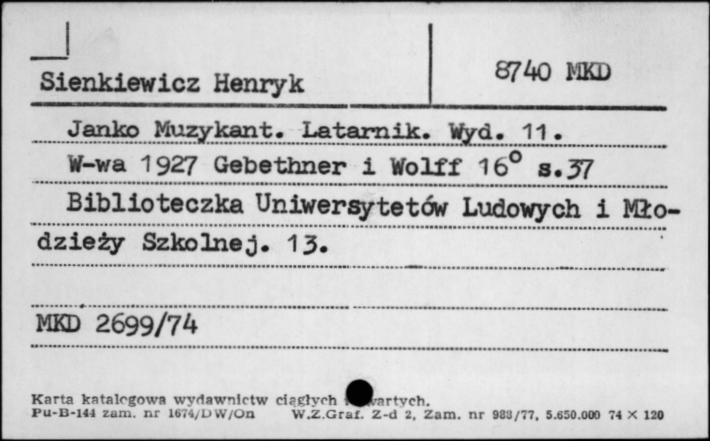 Sienkiewicz Henryk
8740 MKD
Janko Muzykant. Latarnik. Wyd. 11.
W-wa 1927 Gebethner i Wolff 16° s.37
Biblioteczka Uniwersytetów Ludowych i Mło-
dzieży Szkolnej. 13.
MKD 2699/74
Karta katalogowa wydawnictw ciągłych
Pu-B-144 zam. nr 1674/DW/On W.Z.Graf. Z-d 2, Zam. nr 988/77, 5.650.000 74 × 120